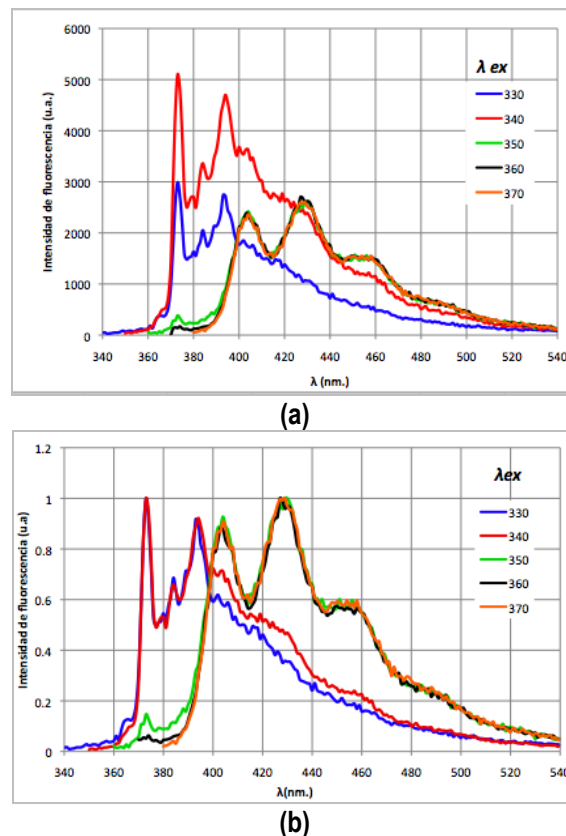 6000
5000
4000
3000
2000
1000
0
Intensidad de fluorescencia (u.a.)
λ ex
330
340
350
360
370
340 360 380 400 420 440 460 480 500 520 540
λ (nm.)
(a)
1.2
1
0.8
0.6
0.4
0.2
0
Intensidad de fluorescencia (u.a)
λex
330
340
350
360
370
340 360 380 400 420 440 460 480 500 520 540
λ(nm.)
(b)